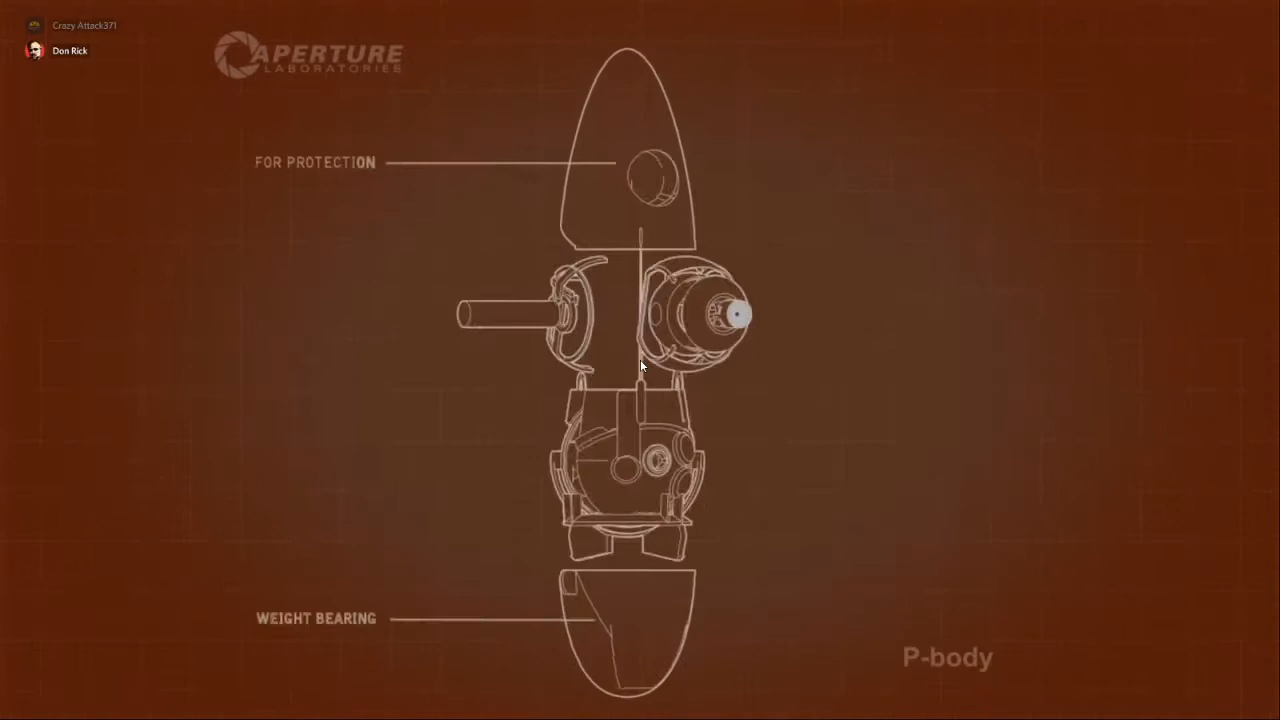 Crazy Attack371
Don Rick
APERTURE
LABORATORIES
FOR PROTECTION
WEIGHT BEARING
P-body